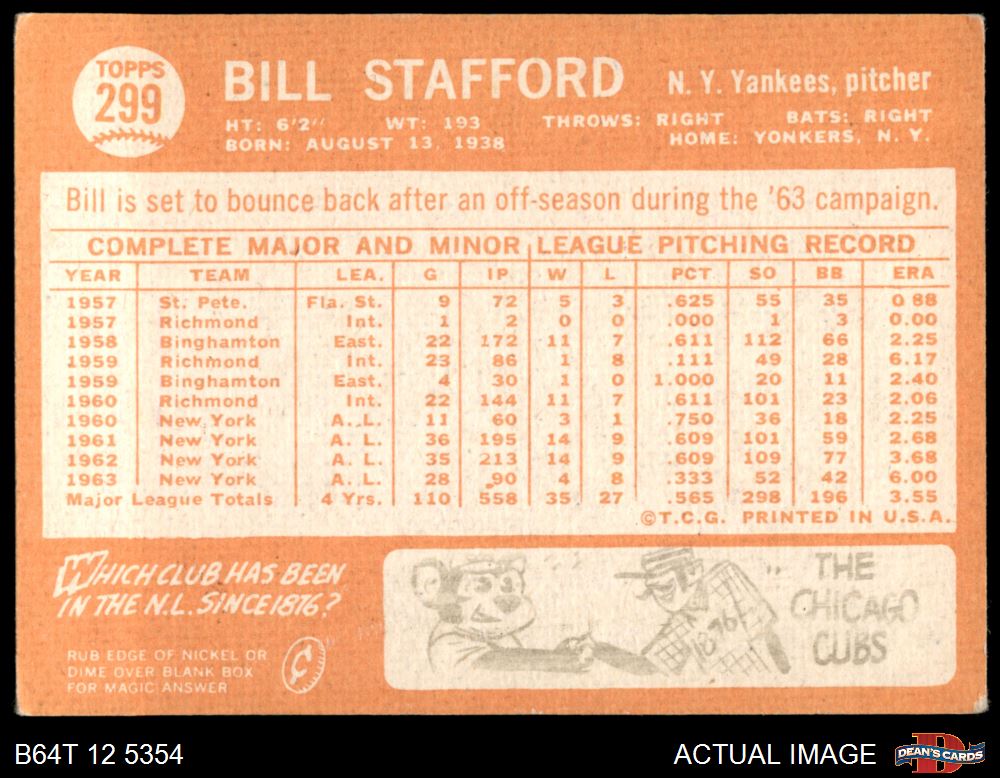 TOPPS
299
BILL STAFFORD N. Y. Yankees, pitcher
HT: 6'2" WT: 193 THROWS: RIGHT BATS: RIGHT
BORN: AUGUST 13, 1938 HOME: YONKERS, N. Y.
Bill is set to bounce back after an off-season during the '63 campaign.
COMPLETE MAJOR AND MINOR LEAGUE PITCHING RECORD
YEAR TEAM LEA. G IP W L PCT SO BB ERA
1957 St. Pete. Fla. St. 9 72 5 3 .625 55 35 0 88
1957 Richmond Int. 1 2 0 0 .000 1 3 0.00
1958 Binghamton East. 22 172 11 7 .611 112 66 2.25
1959 Richmond Int. 23 86 1 8 .111 49 28 6.17
1959 Binghamton East. 4 30 1 0 1.000 20 11 2.40
1960 Richmond Int. 22 144 11 7 .611 101 23 2.06
1960 New York A. L. 11 60 3 1 .750 36 18 2.25
1961 New York A. L. 36 195 14 9 .609 101 59 2.68
1962 New York A. L. 35 213 14 9 .609 109 77 3.68
1963 New York A. L. 28 90 4 8 .333 52 42 6.00
Major League Totals 4 Yrs. 110 558 35 27 .565 298 196 3.55
©T.C.G. PRINTED IN U.S.A.
WHICH CLUB HAS BEEN
IN THE N.L. SINCE 1876?
RUB EDGE OF NICKEL OR
DIME OVER BLANK BOX
FOR MAGIC ANSWER
1876
THE
CHICAGO
CUBS
B64T 12 5354 ACTUAL IMAGE
DEAN'S CARDS